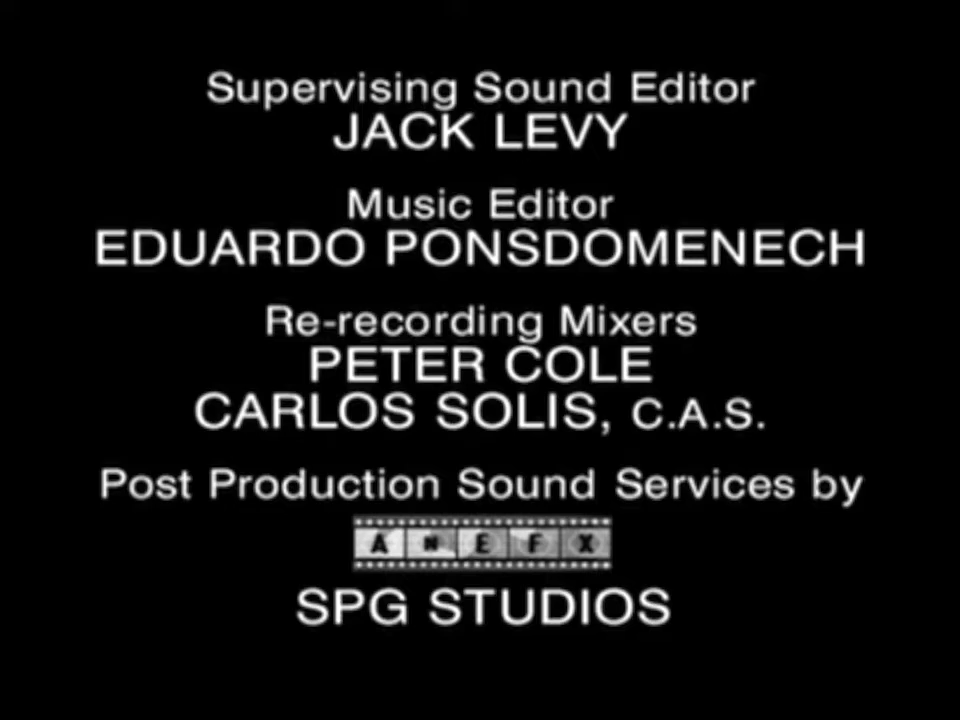 Supervising Sound Editor
JACK LEVY
Music Editor
EDUARDO PONSDOMENECH
Re-recording Mixers
PETER COLE
CARLOS SOLIS, C.A.S.
Post Production Sound Services by
ANEFX
SPG STUDIOS